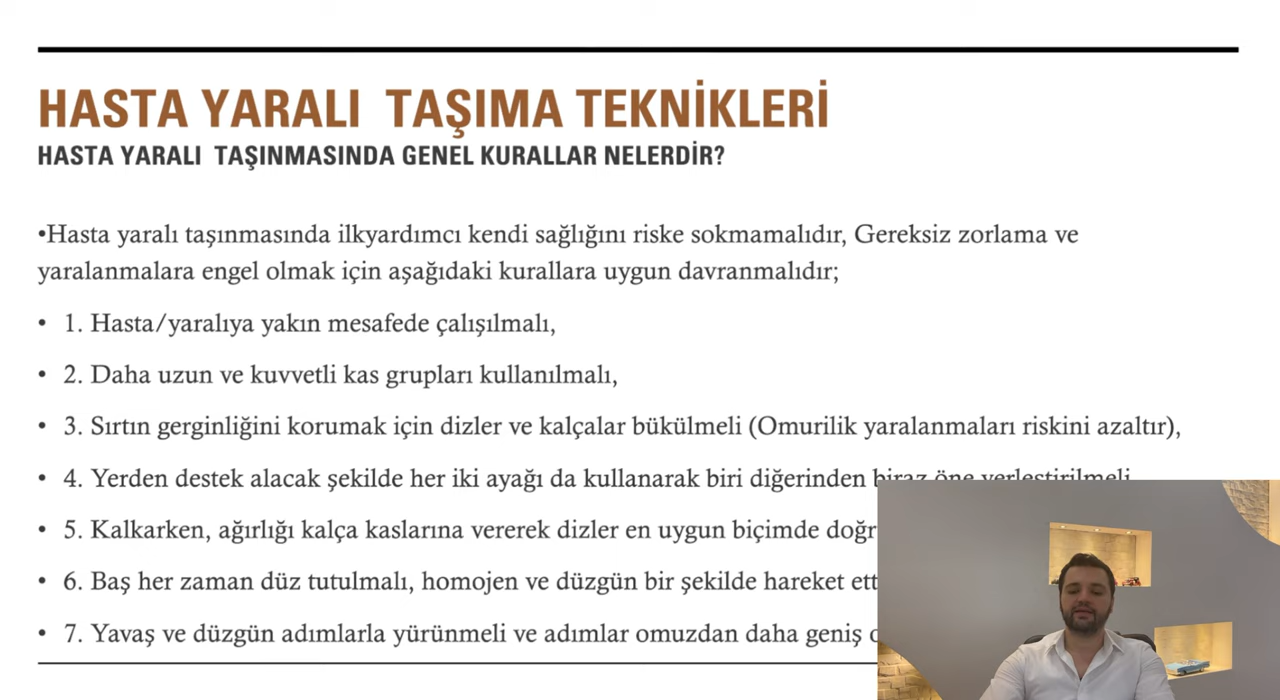 HASTA YARALI TAŞIMA TEKNİKLERİ
HASTA YARALI TAŞINMASINDA GENEL KURALLAR NELERDİR?
•Hasta yaralı taşınmasında ilkyardımcı kendi sağlığını riske sokmamalıdır, Gereksiz zorlama ve
yaralanmalara engel olmak için aşağıdaki kurallara uygun davranmalıdır;
• 1. Hasta/yaralıya yakın mesafede çalışılmalı,
• 2. Daha uzun ve kuvvetli kas grupları kullanılmalı,
• 3. Sırtın gerginliğini korumak için dizler ve kalçalar bükülmeli (Omurilik yaralanmaları riskini azaltır),
• 4. Yerden destek alacak şekilde her iki ayağı da kullanarak biri diğerinden biraz öne yerleştirilmeli
• 5. Kalkarken, ağırlığı kalça kaslarına vererek dizler en uygun biçimde
• 6. Baş her zaman düz tutulmalı, homojen ve düzgün bir şekilde hareket
• 7. Yavaş ve düzgün adımlarla yürünmeli ve adımlar omuzdan daha geniş